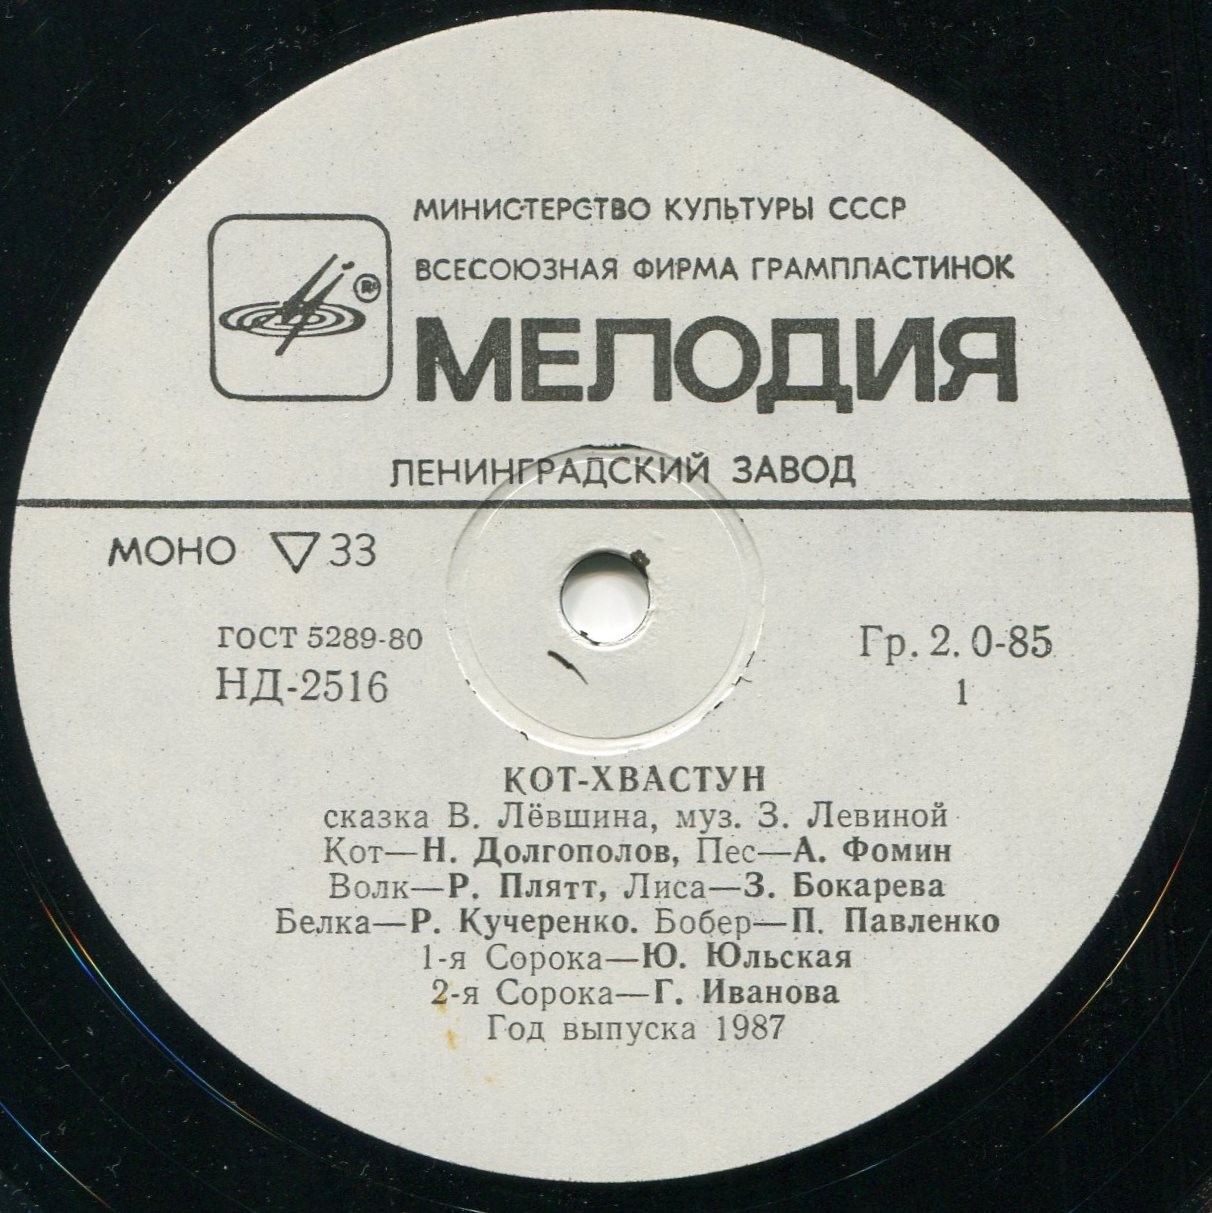 МИНИСТЕРСТВО КУЛЬТУРЫ СССР
ВСЕСОЮЗНАЯ ФИРМА ГРАМПЛАСТИНОК
®
МЕЛОДИЯ
ЛЕНИНГРАДСКИЙ ЗАВОД
МОНО ▽33
ГОСТ 5289-80
НД-2516
Гр. 2. 0-85
1
КОТ-ХВАСТУН
сказка В. Лёвшина, муз. З. Левиной
Кот—Н. Долгополов, Пес—А. Фомин
Волк—Р. Плятт, Лиса—З. Бокарева
Белка—Р. Кучеренко. Бобер—П. Павленко
1-я Сорока—Ю. Юльская
2-я Сорока—Г. Иванова
Год выпуска 1987